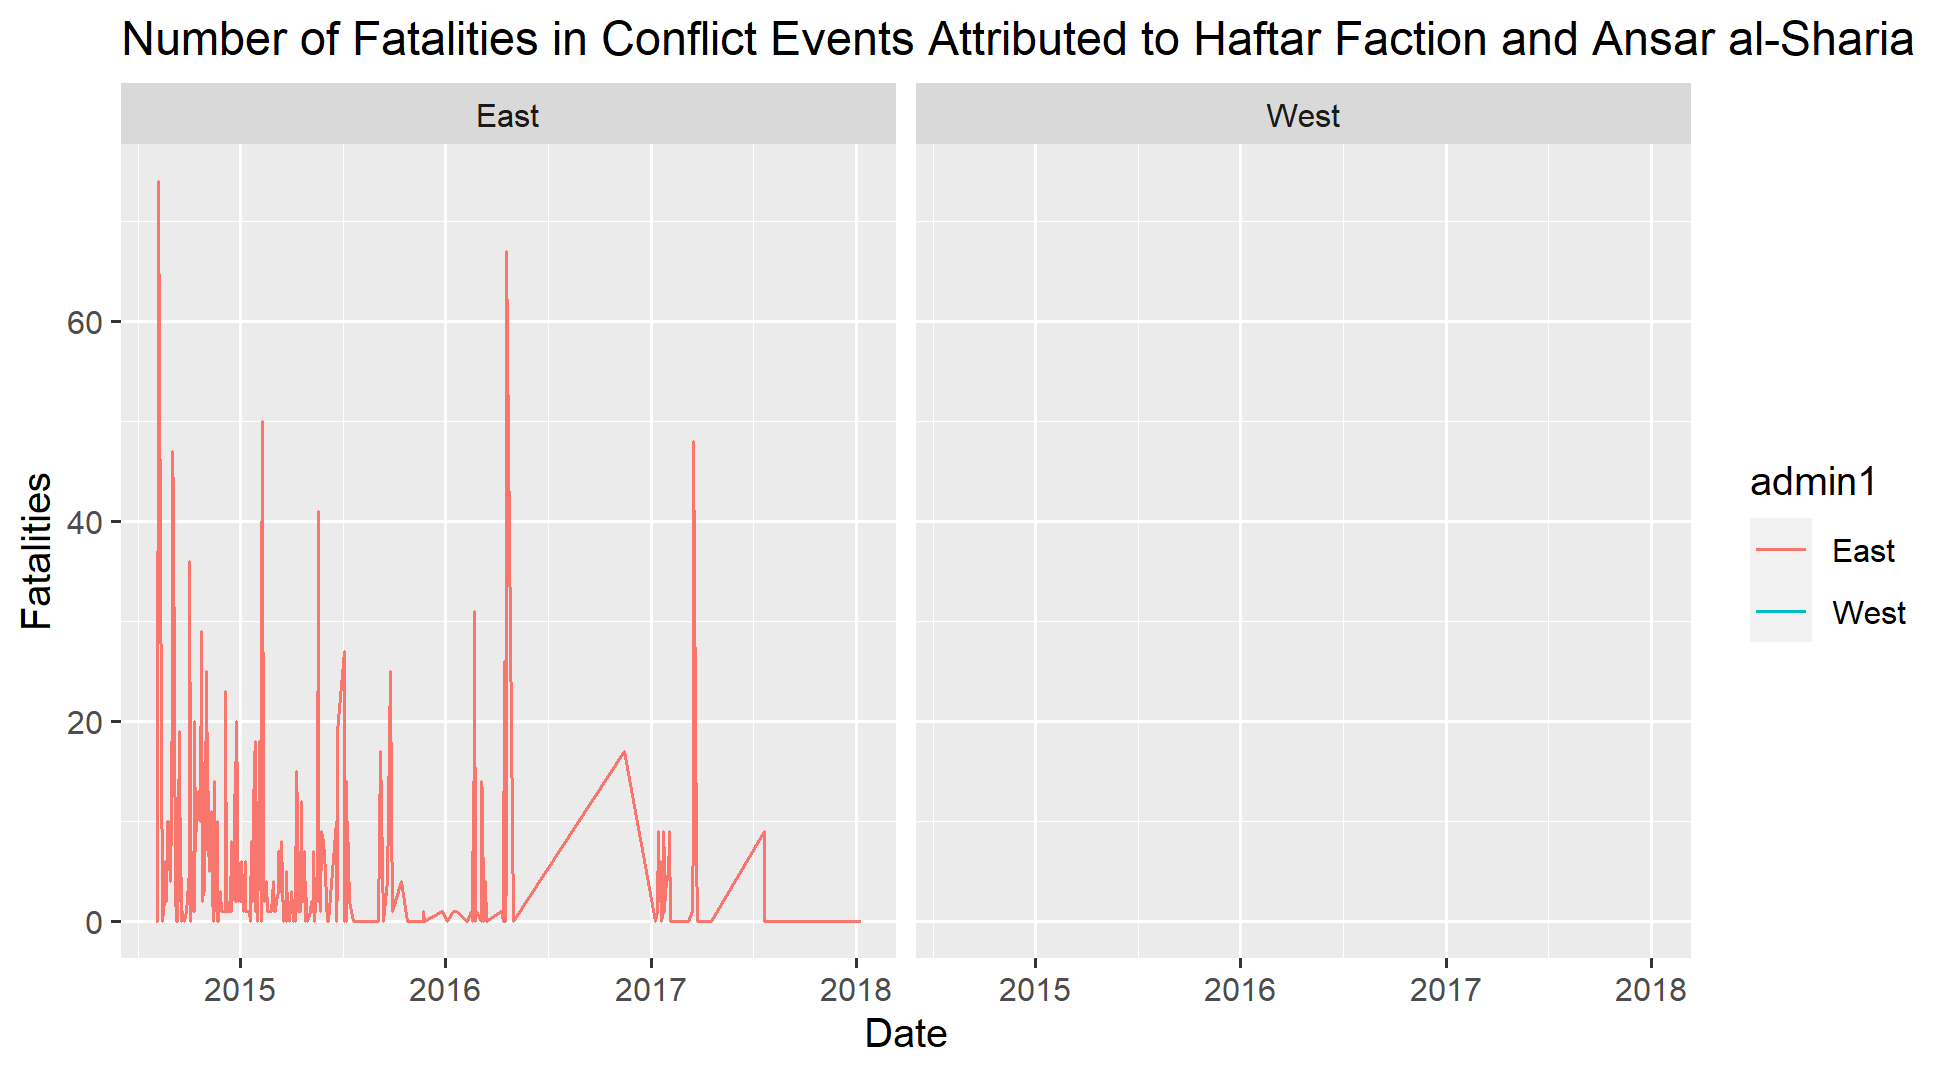 Number of Fatalities in Conflict Events Attributed to Haftar Faction and Ansar al-Sharia
East
West
Fatalities
60
40
20
0
2015
2016
2017
2018
2015
2016
2017
2018
Date
admin1
East
West